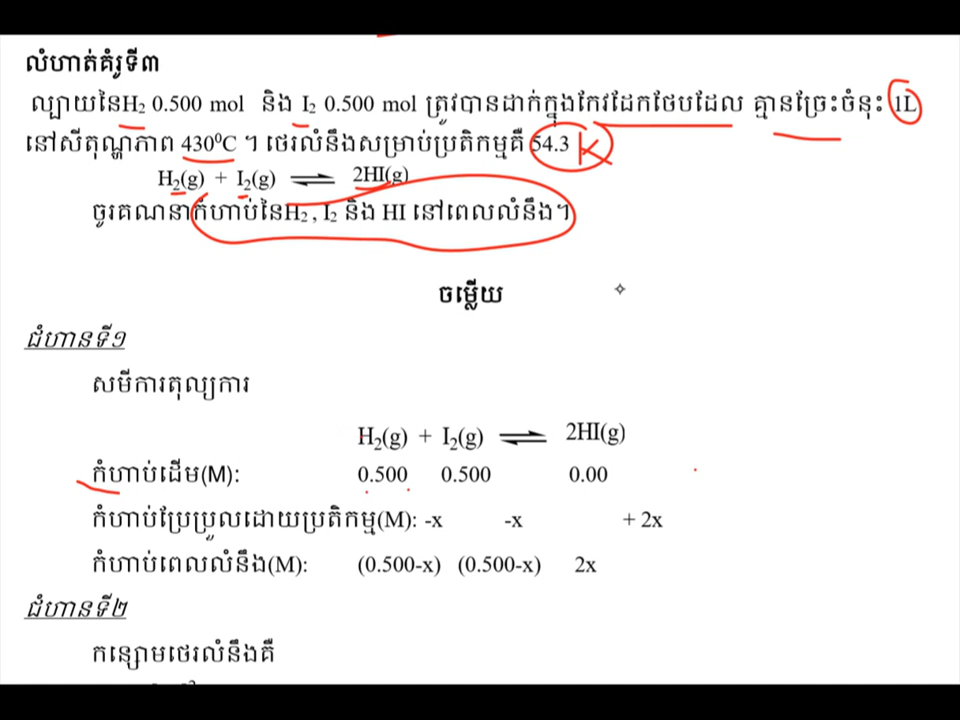 លំហាត់គំរូទី៣
ល្បាយនៃH₂ 0.500 mol និង I₂ 0.500 mol ត្រូវបានដាក់ក្នុងកែវដែកថែបដែល គ្មានច្រែះចំនុះ 1L
នៅសីតុណ្ហភាព 430⁰C ។ ថេរលំនឹងសម្រាប់ប្រតិកម្មគឺ 54.3 K
H₂(g) + I₂(g) ⇌ 2HI(g)
ចូរគណនាកំហាប់នៃH₂ , I₂ និង HI នៅពេលលំនឹង។
ចម្លើយ
ជំហានទី១
សមីការតុល្យការ
H₂(g) + I₂(g) ⇌ 2HI(g)
កំហាប់ដើម(M): 0.500 0.500 0.00
កំហាប់ប្រែប្រួលដោយប្រតិកម្ម(M): -x -x + 2x
កំហាប់ពេលលំនឹង(M): (0.500-x) (0.500-x) 2x
ជំហានទី២
កន្សោមថេរលំនឹងគឺ